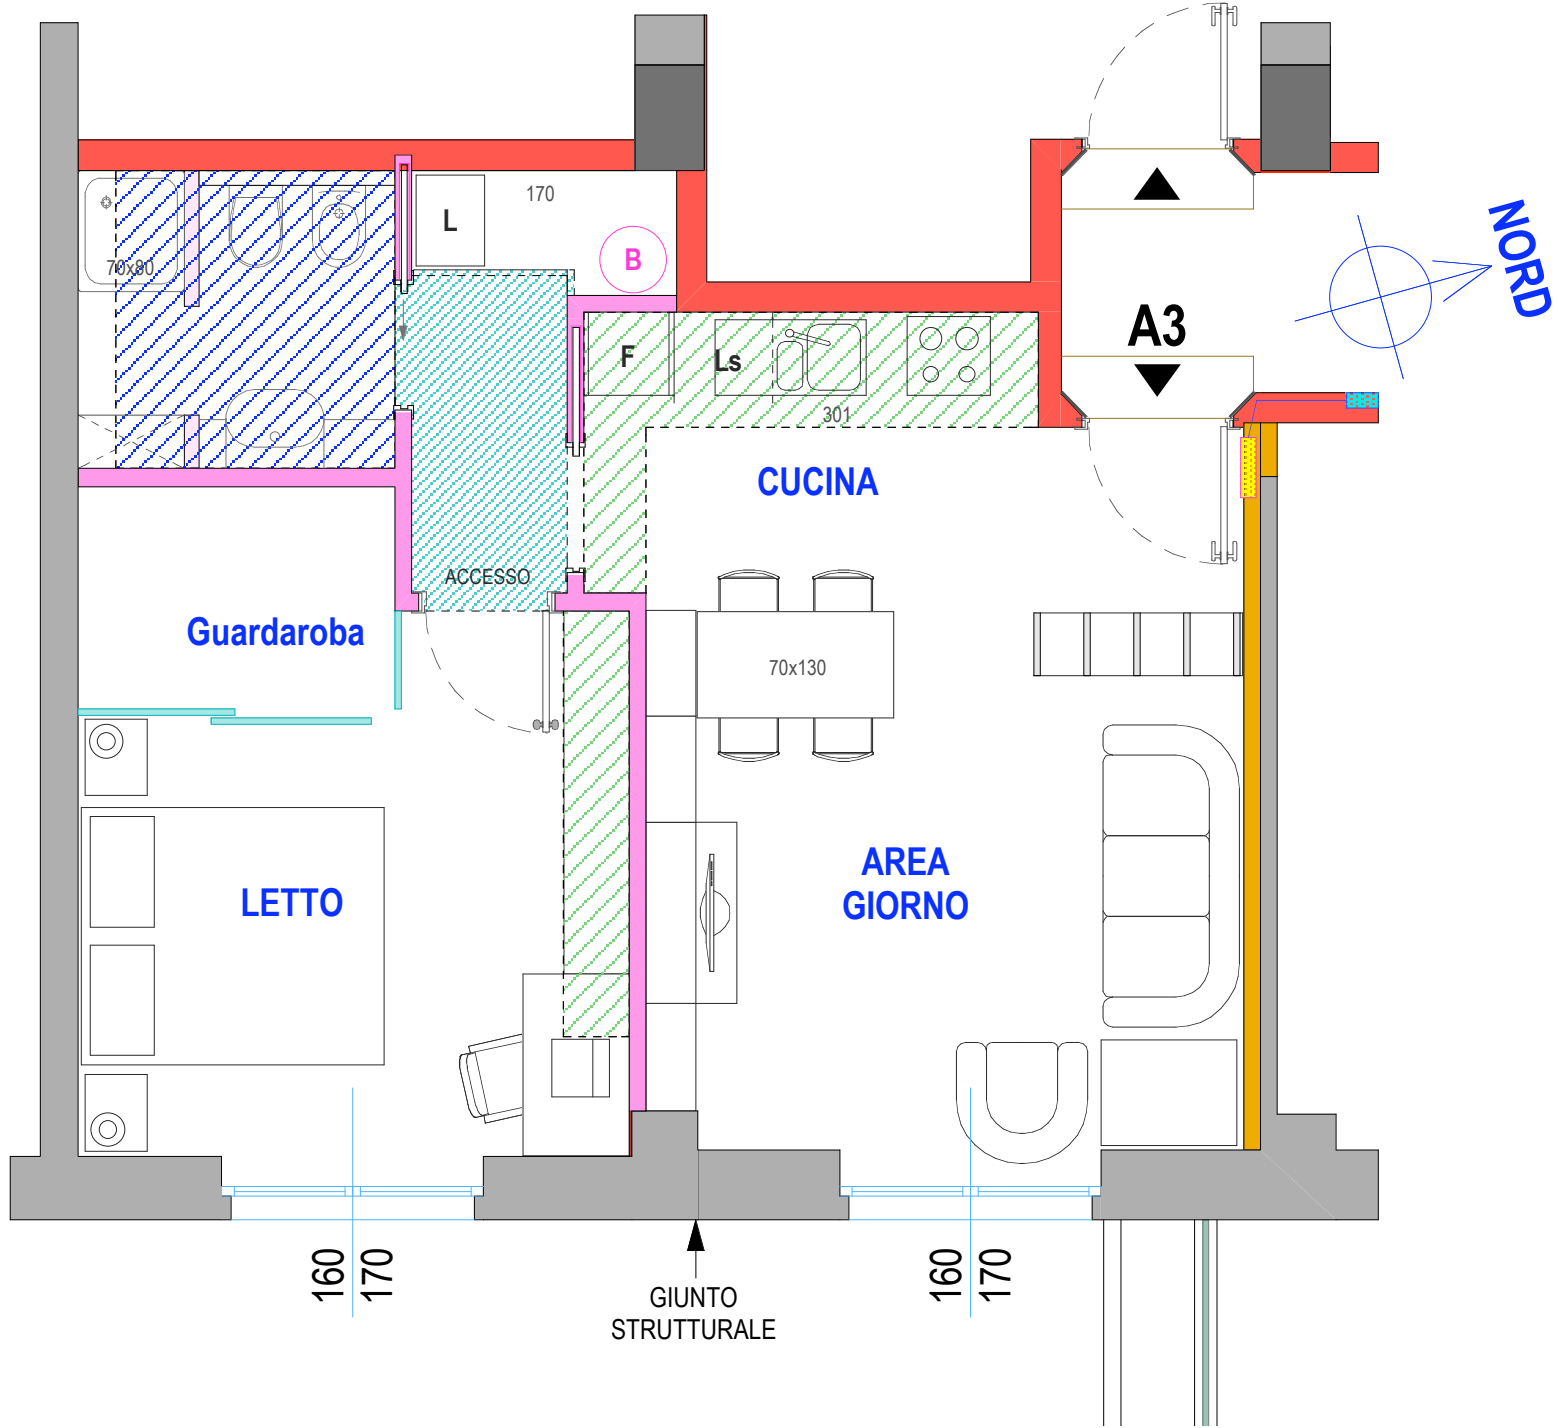 170
L
B
70x80
NORD
A3
F
Ls
301
CUCINA
ACCESSO
Guardaroba
70x130
AREA
GIORNO
LETTO
160
170
160
170
GIUNTO
STRUTTURALE